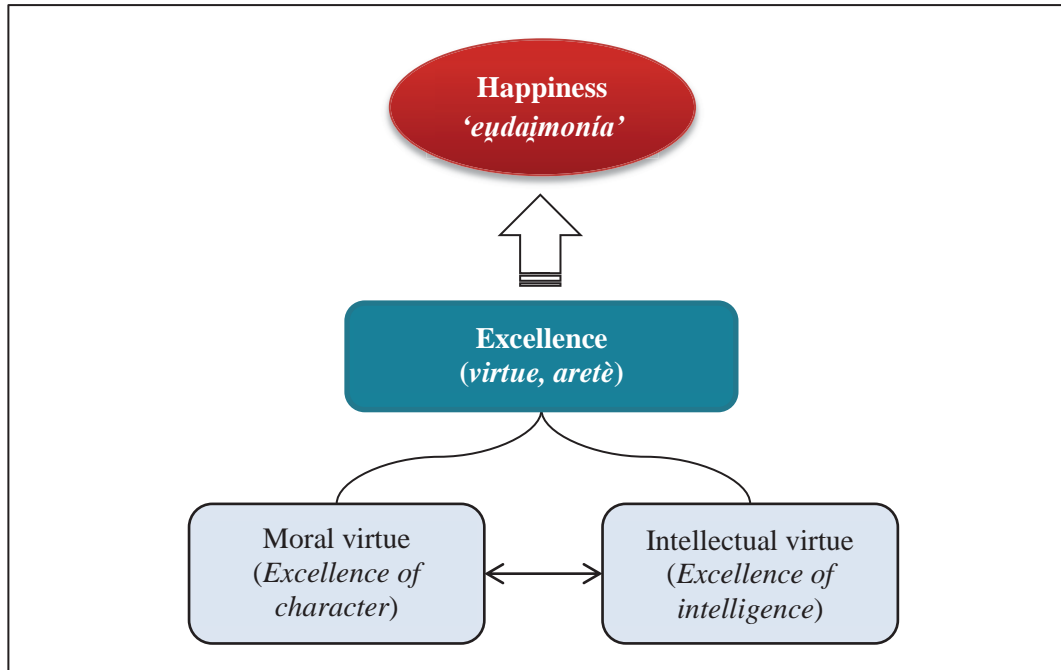 Happiness
‘eu̯dai̯monía’
Excellence
(virtue, aretè)
Moral virtue
(Excellence of
character)
Intellectual virtue
(Excellence of
intelligence)